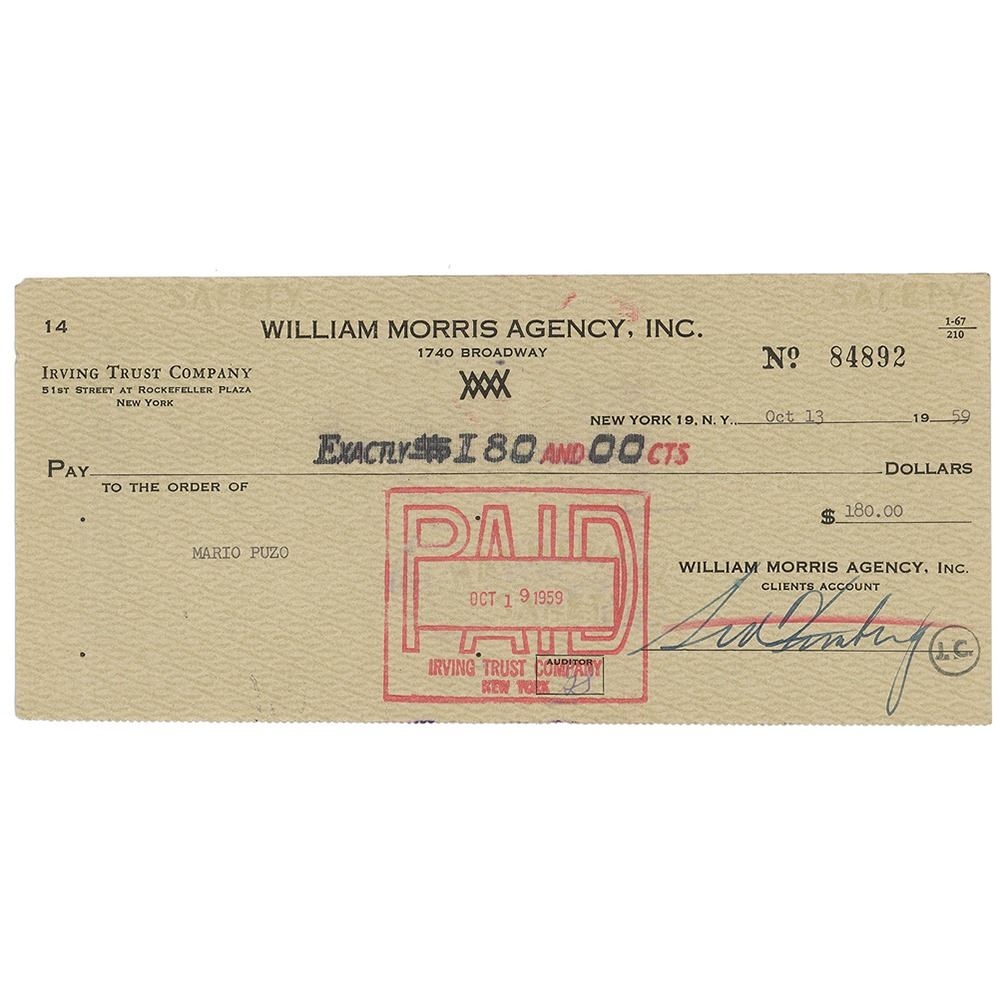 SAFETY SAFETY
14
WILLIAM MORRIS AGENCY, INC.
1740 BROADWAY
1-67
210
Nº 84892
IRVING TRUST COMPANY
51ST STREET AT ROCKEFELLER PLAZA
NEW YORK
NEW YORK 19, N. Y., Oct 13 19 59
EXACTLY $180 AND 00 CTS
PAY DOLLARS
TO THE ORDER OF
$ 180.00
MARIO PUZO
WILLIAM MORRIS AGENCY, INC.
CLIENTS ACCOUNT
PAID
OCT 19 1959
IRVING TRUST COMPANY
NEW YORK
AUDITOR
J.C.